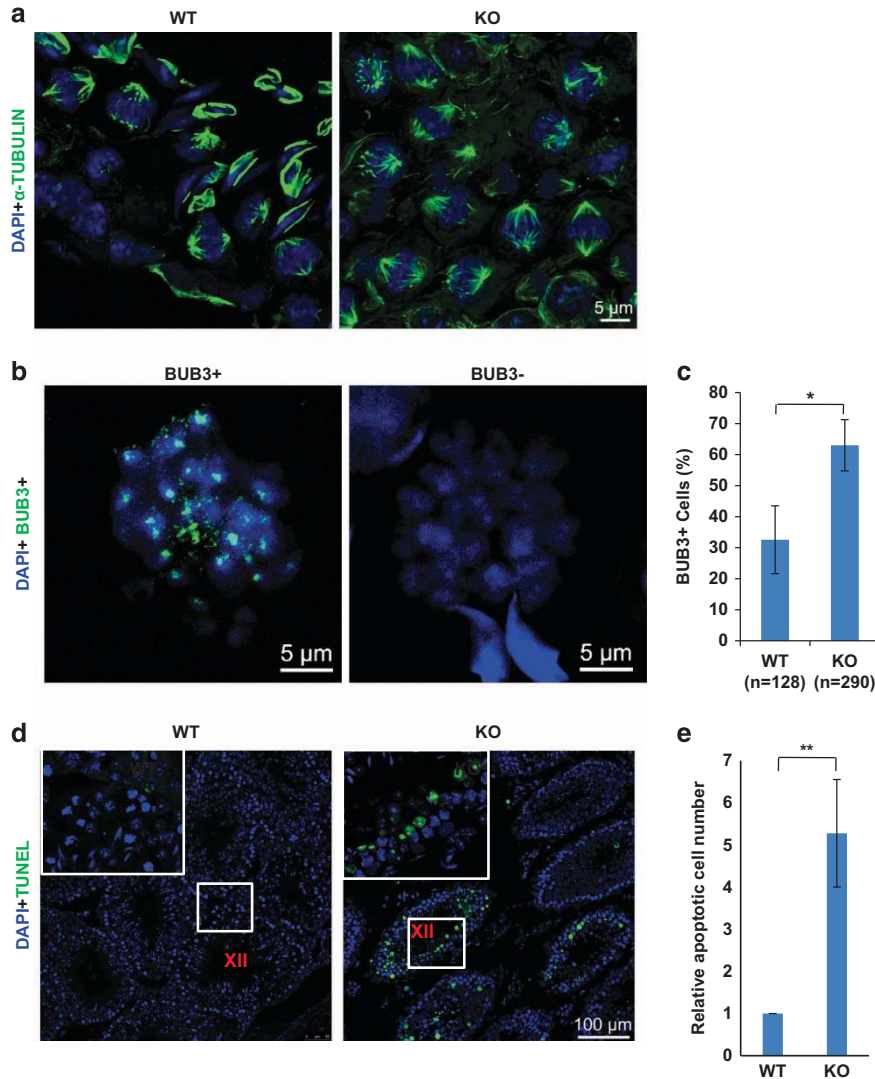 a
WT
KO
DAPI+α-TUBULIN
5 µm
b
BUB3+
BUB3-
DAPI+ BUB3+
5 µm
5 µm
c
BUB3+ Cells (%)
80
70
60
50
40
30
20
10
0
*
WT
(n=128)
KO
(n=290)
d
WT
KO
DAPI+TUNEL
XII
XII
100 µm
e
Relative apoptotic cell number
7
6
5
4
3
2
1
0
**
WT
KO